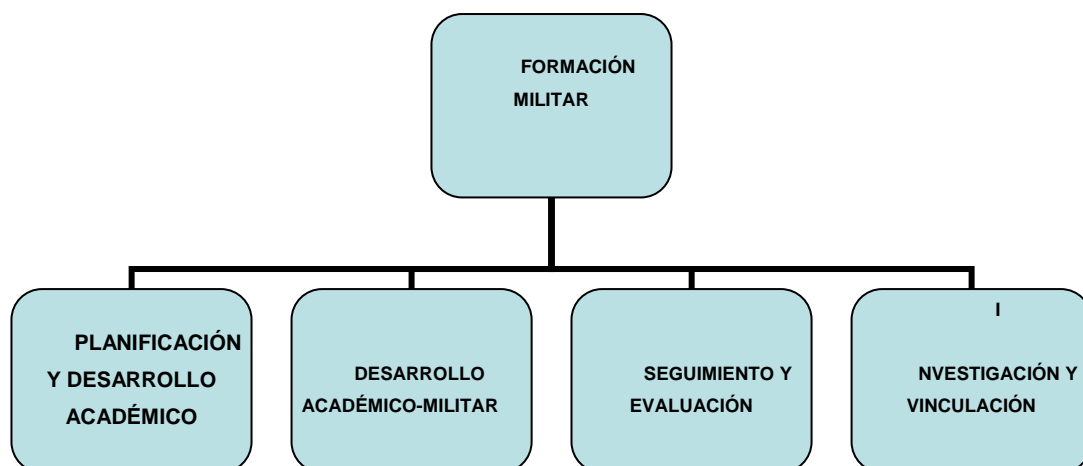 FORMACIÓN
MILITAR
PLANIFICACIÓN
Y DESARROLLO
ACADÉMICO
DESARROLLO
ACADÉMICO-MILITAR
SEGUIMIENTO Y
EVALUACIÓN
I
NVESTIGACIÓN Y
VINCULACIÓN